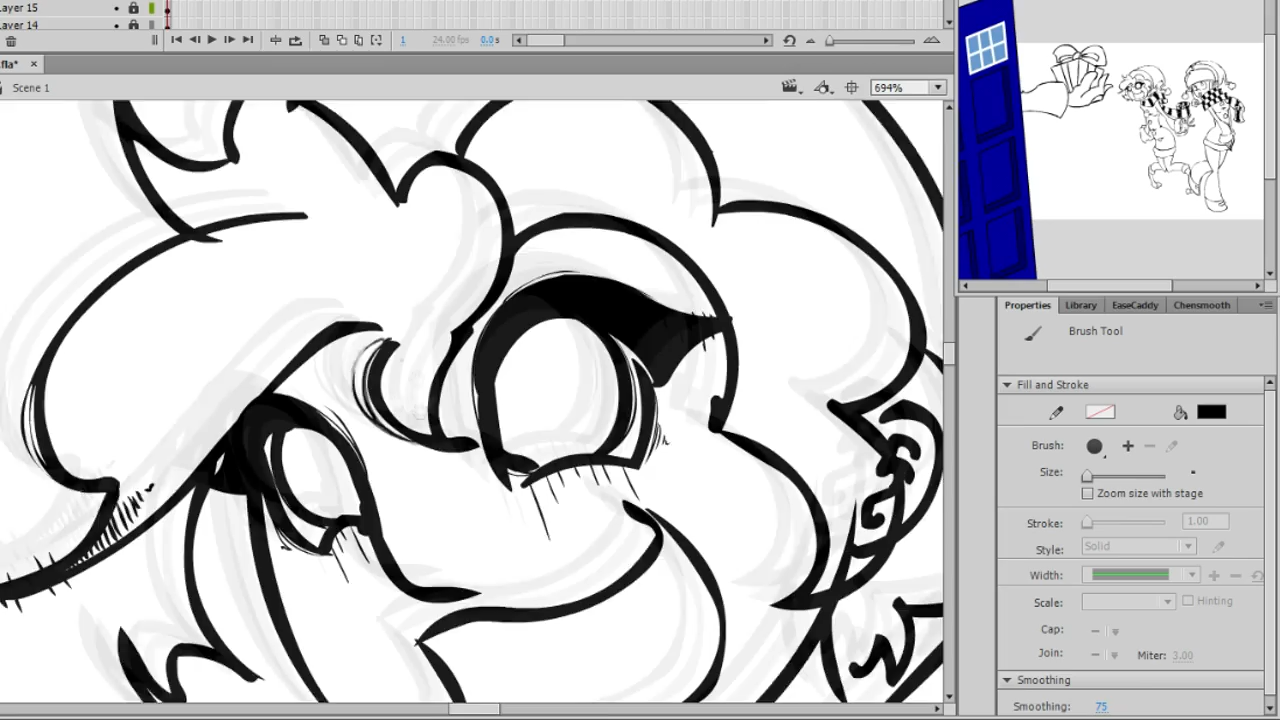 Layer 15
Layer 14
1 24.00 fps 0.0 s
fla* ×
Scene 1
694%
Properties Library EaseCaddy Chensmooth
Brush Tool
Fill and Stroke
Brush:
Size:
Zoom size with stage
Stroke: 1.00
Style: Solid
Width:
Scale: Hinting
Cap:
Join: Miter: 3.00
Smoothing
Smoothing: 75